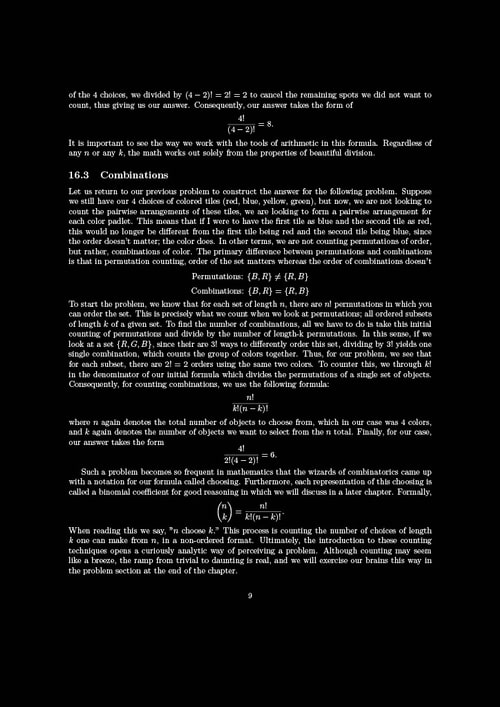 of the 4 choices, we divided by (4 − 2)! = 2! = 2 to cancel the remaining spots we did not want to
count, thus giving us our answer. Consequently, our answer takes the form of
4!/(4 − 2)! = 8.
It is important to see the way we work with the tools of arithmetic in this formula. Regardless of
any n or any k, the math works out solely from the properties of beautiful division.
16.3 Combinations
Let us return to our previous problem to construct the answer for the following problem. Suppose
we still have our 4 choices of colored tiles (red, blue, yellow, green), but now, we are not looking to
count the pairwise arrangements of these tiles, we are looking to form a pairwise arrangement for
each color padlet. This means that if I were to have the first tile as blue and the second tile as red,
this would no longer be different from the first tile being red and the second tile being blue, since
the order doesn't matter; the color does. In other terms, we are not counting permutations of order,
but rather, combinations of color. The primary difference between permutations and combinations
is that in permutation counting, order of the set matters whereas the order of combinations doesn't
Permutations: {B, R} ≠ {R, B}
Combinations: {B, R} = {R, B}
To start the problem, we know that for each set of length n, there are n! permutations in which you
can order the set. This is precisely what we count when we look at permutations; all ordered subsets
of length k of a given set. To find the number of combinations, all we have to do is take this initial
counting of permutations and divide by the number of length-k permutations. In this sense, if we
look at a set {R, G, B}, since their are 3! ways to differently order this set, dividing by 3! yields one
single combination, which counts the group of colors together. Thus, for our problem, we see that
for each subset, there are 2! = 2 orders using the same two colors. To counter this, we through k!
in the denominator of our initial formula which divides the permutations of a single set of objects.
Consequently, for counting combinations, we use the following formula:
n!/k!(n − k)!
where n again denotes the total number of objects to choose from, which in our case was 4 colors,
and k again denotes the number of objects we want to select from the n total. Finally, for our case,
our answer takes the form
4!/2!(4 − 2)! = 6.
Such a problem becomes so frequent in mathematics that the wizards of combinatorics came up
with a notation for our formula called choosing. Furthermore, each representation of this choosing is
called a binomial coefficient for good reasoning in which we will discuss in a later chapter. Formally,
(n k) = n!/k!(n − k)!.
When reading this we say, "n choose k." This process is counting the number of choices of length
k one can make from n, in a non-ordered format. Ultimately, the introduction to these counting
techniques opens a curiously analytic way of perceiving a problem. Although counting may seem
like a breeze, the ramp from trivial to daunting is real, and we will exercise our brains this way in
the problem section at the end of the chapter.
9